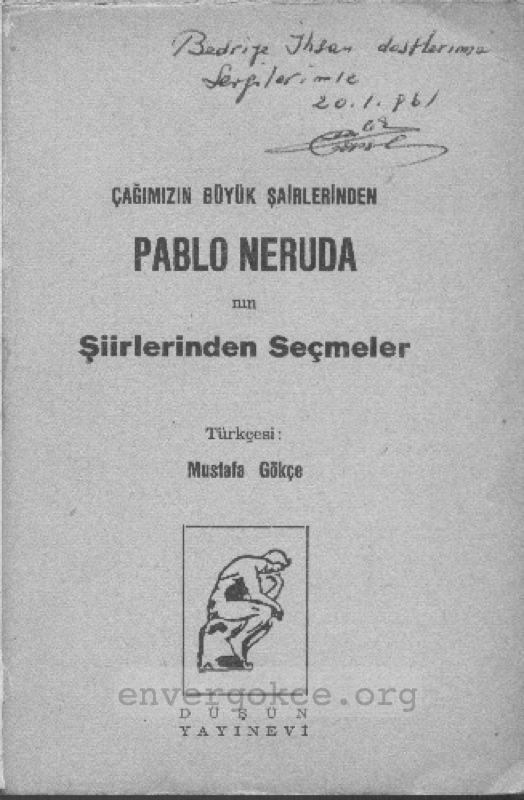 Bedriye İhsan dostlarıma
Sevgilerimle
20.1.961
ÇAĞIMIZIN BÜYÜK ŞAİRLERİNDEN
PABLO NERUDA
nın
Şiirlerinden Seçmeler
Türkçesi:
Mustafa Gökçe
envergokce.org
DÜŞÜN
YAYINEVİ